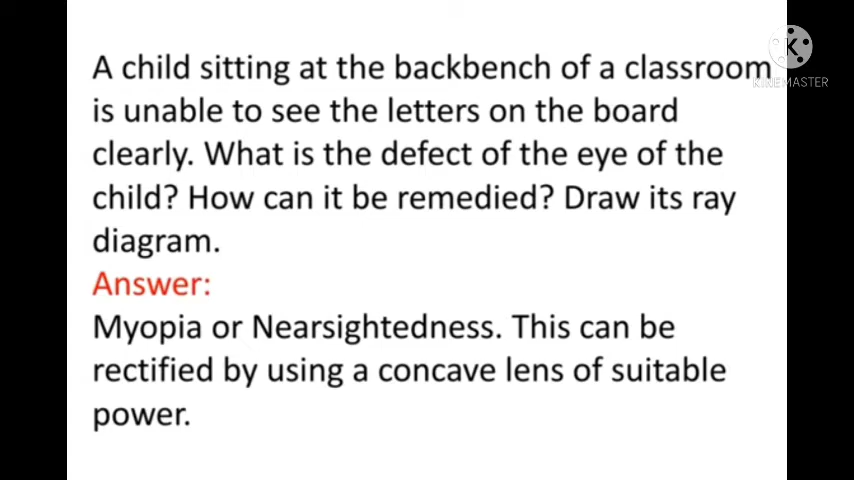 A child sitting at the backbench of a classroom
is unable to see the letters on the board
clearly. What is the defect of the eye of the
child? How can it be remedied? Draw its ray
diagram.
Answer:
Myopia or Nearsightedness. This can be
rectified by using a concave lens of suitable
power.
K
KINEMASTER